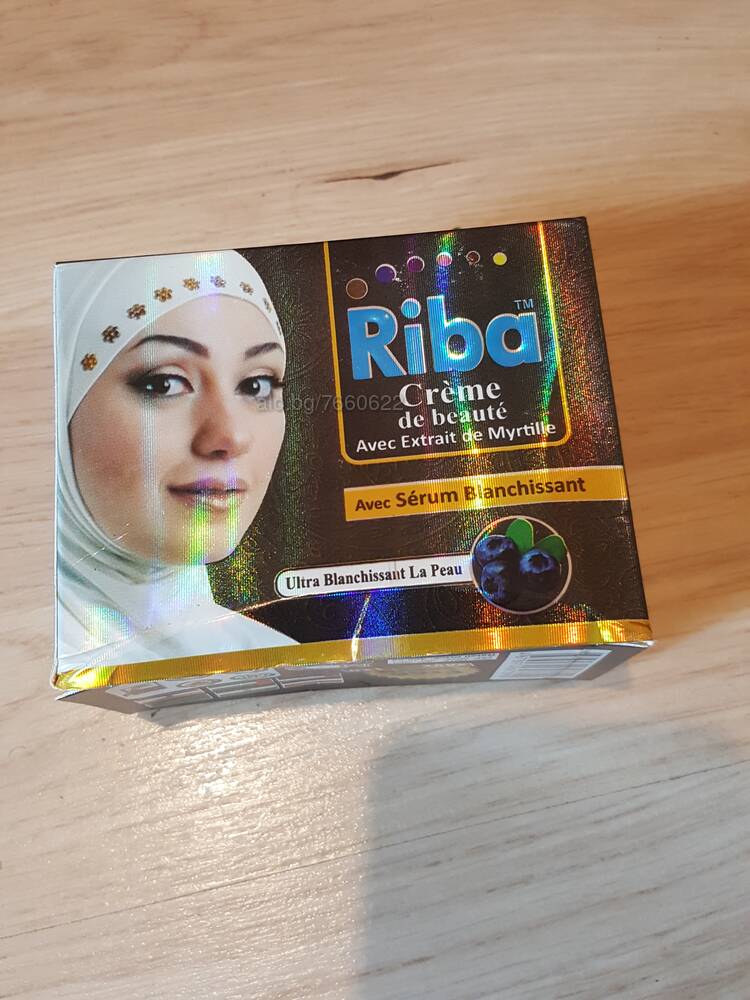 Riba™
Crème
de beauté
Avec Extrait de Myrtille
Avec Sérum Blanchissant
Ultra Blanchissant La Peau